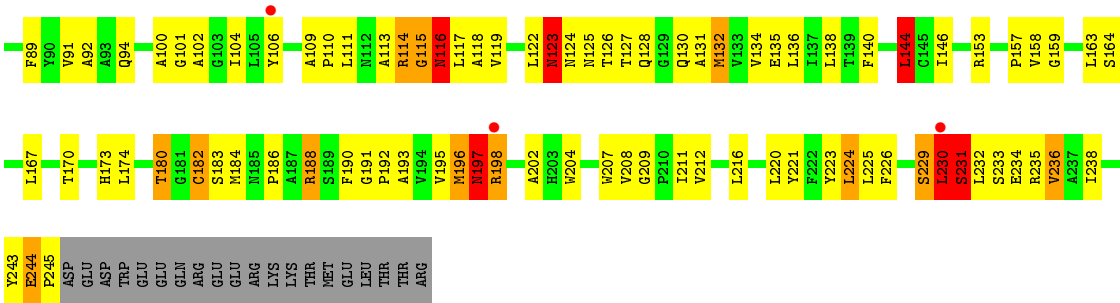 F89 Y90 V91 A92 A93 Q94 A100 G101 A102 G103 I104 L105 Y106 A109 P110 L111 N112 A113 R114 G115 N116 L117 A118 V119 L122 N123 N124 N125 T126 T127 Q128 G129 Q130 A131 M132 V133 V134 E135 L136 I137 L138 T139 F140 L144 C145 I146 R153 P157 V158 G159 L163 S164
L167 T170 H173 L174 T180 G181 C182 S183 M184 N185 P186 A187 R188 S189 F190 G191 P192 A193 V194 V195 M196 N197 R198 A202 H203 W204 W207 V208 G209 P210 I211 V212 L216 L220 Y221 F222 Y223 L224 L225 F226 S229 L230 S231 L232 S233 E234 R235 V236 A237 I238
Y243 E244 P245 ASP GLU ASP TRP GLU GLU GLN ARG GLU GLU ARG LYS LYS THR MET GLU LEU THR THR ARG